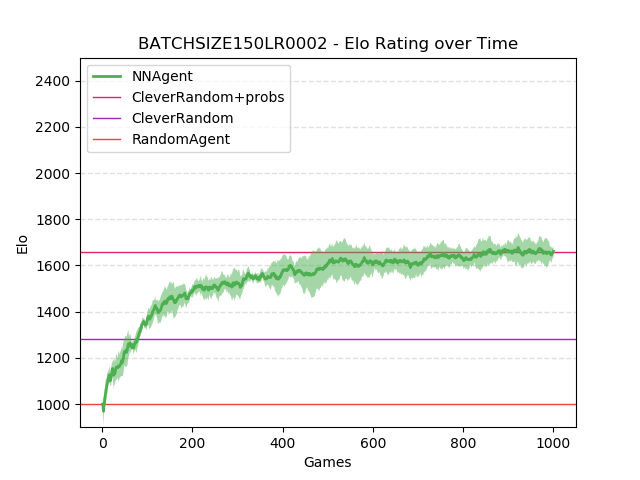 BATCHSIZE150LR0002 - Elo Rating over Time
NNAgent
CleverRandom+probs
CleverRandom
RandomAgent
2400
2200
2000
1800
1600
1400
1200
1000
Elo
0
200
400
600
800
1000
Games